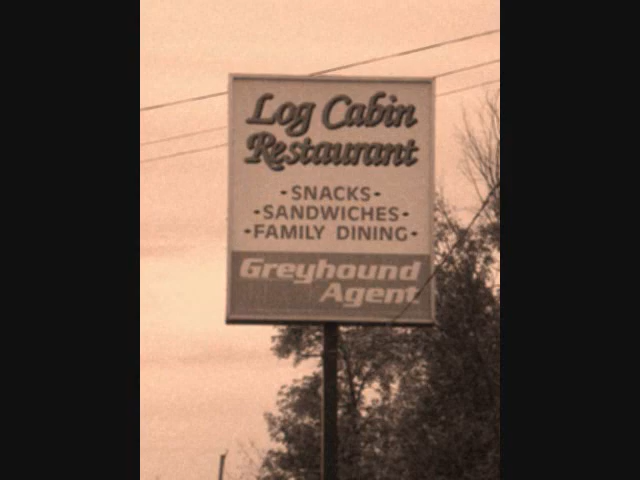 Log Cabin
Restaurant
•SNACKS•
•SANDWICHES•
•FAMILY DINING•
Greyhound
Agent